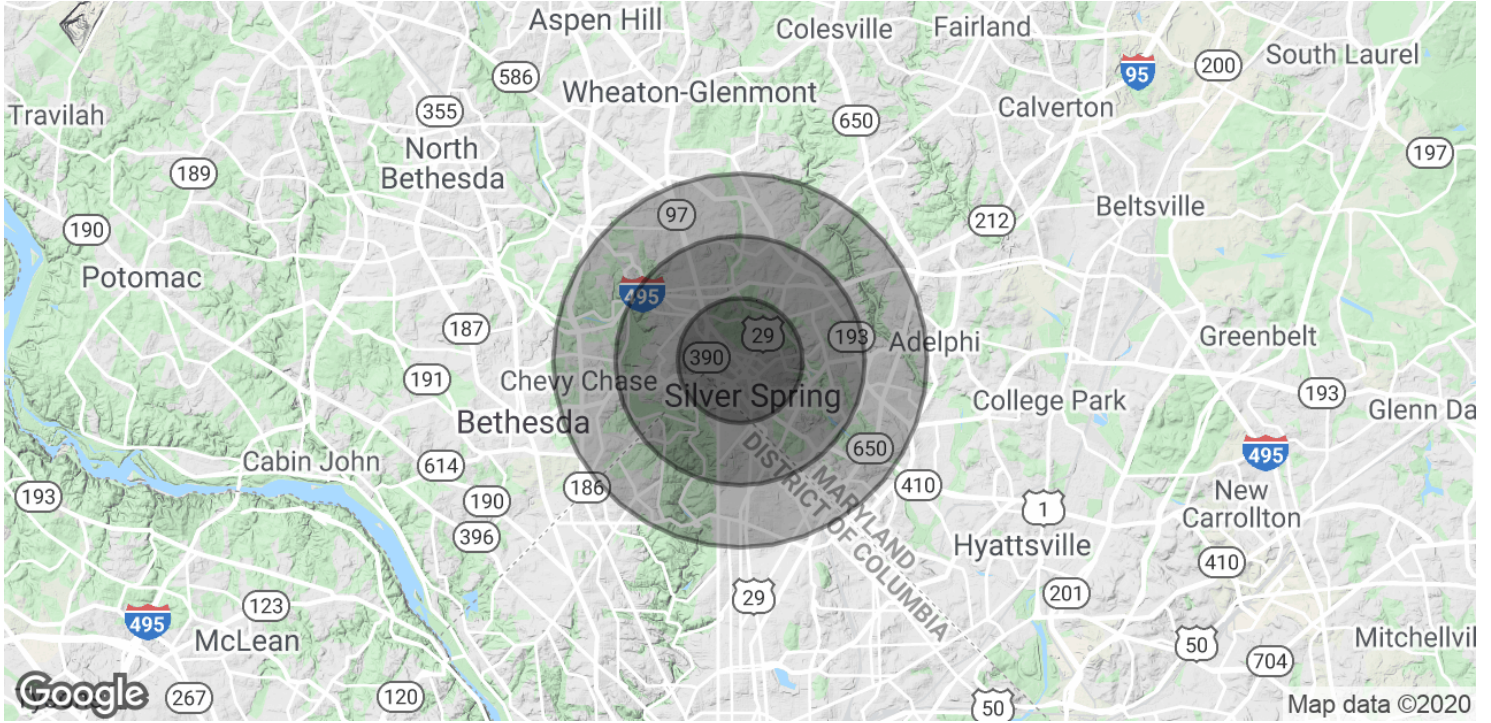 Aspen Hill
Colesville
Fairland
South Laurel
586
95
200
Travilah
355
Wheaton-Glenmont
650
Calverton
North
Bethesda
197
189
190
97
212
Beltsville
Potomac
495
187
29
193
Adelphi
Greenbelt
390
191
Chevy Chase
Silver Spring
College Park
193
Glenn Da
Bethesda
Cabin John
614
650
495
193
190
186
410
New
Carrollton
1
396
MARYLAND
DISTRICT OF COLUMBIA
Hyattsville
410
123
29
201
495
McLean
50
Mitchellvil
704
Google
267
120
50
Map data ©2020